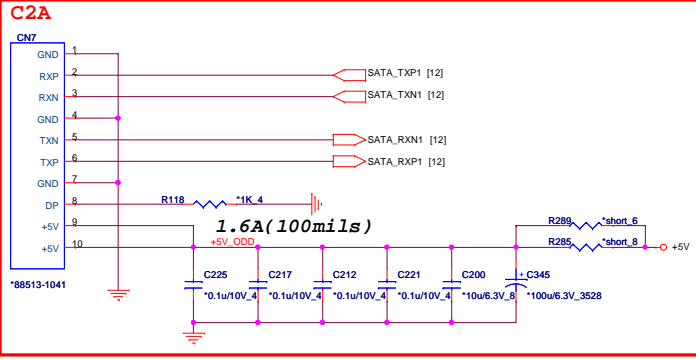 C2A
CN7
GND 1
RXP 2 SATA_TXP1 [12]
RXN 3 SATA_TXN1 [12]
GND 4
TXN 5 SATA_RXN1 [12]
TXP 6 SATA_RXP1 [12]
GND 7
DP 8 R118 *1K_4
+5V 9 1.6A(100mils)
+5V 10 +5V_ODD
R289 *short_6
R285 *short_8 +5V
C225 C217 C212 C221 C200 + C345
*88513-1041 *0.1u/10V_4 *0.1u/10V_4 *0.1u/10V_4 *0.1u/10V_4 *10u/6.3V_8 *100u/6.3V_3528